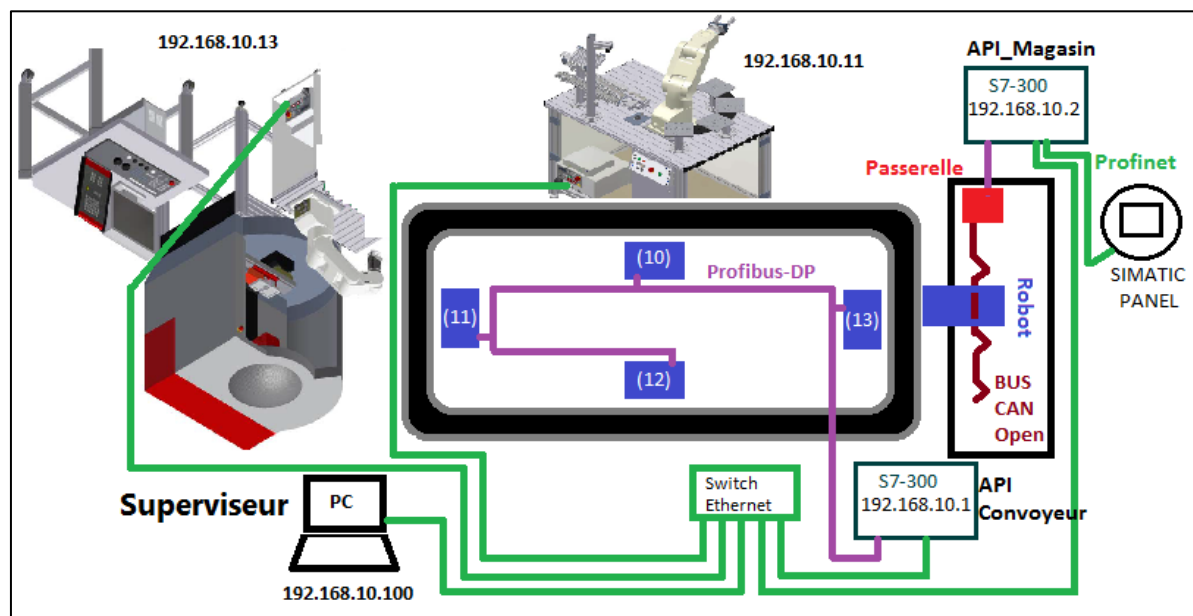 192.168.10.13
192.168.10.11
API_Magasin
S7-300
192.168.10.2
Passerelle
Profinet
SIMATIC
PANEL
(10)
Profibus-DP
(11)
(13)
(12)
Robot
BUS
CAN
Open
Superviseur
PC
192.168.10.100
Switch
Ethernet
S7-300
192.168.10.1
API
Convoyeur